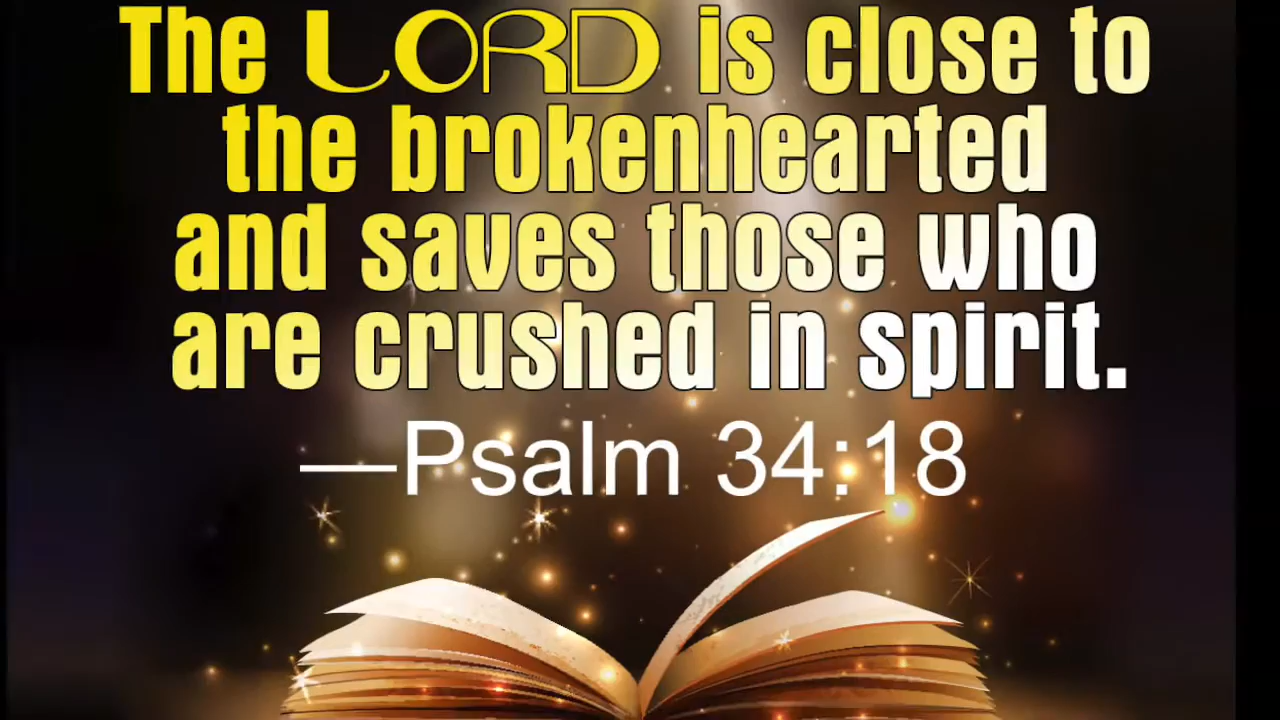 The LORD is close to
the brokenhearted
and saves those who
are crushed in spirit.
—Psalm 34:18